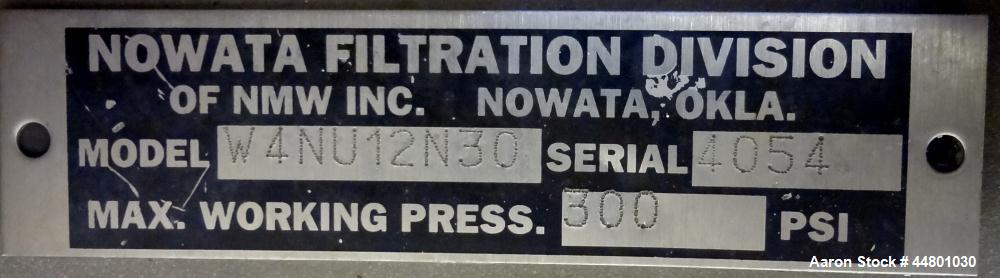 NOWATA FILTRATION DIVISION
OF NMW INC. NOWATA, OKLA.
MODEL W4NU12N30 SERIAL 4054
MAX. WORKING PRESS. 300 PSI
Aaron Stock # 44801030